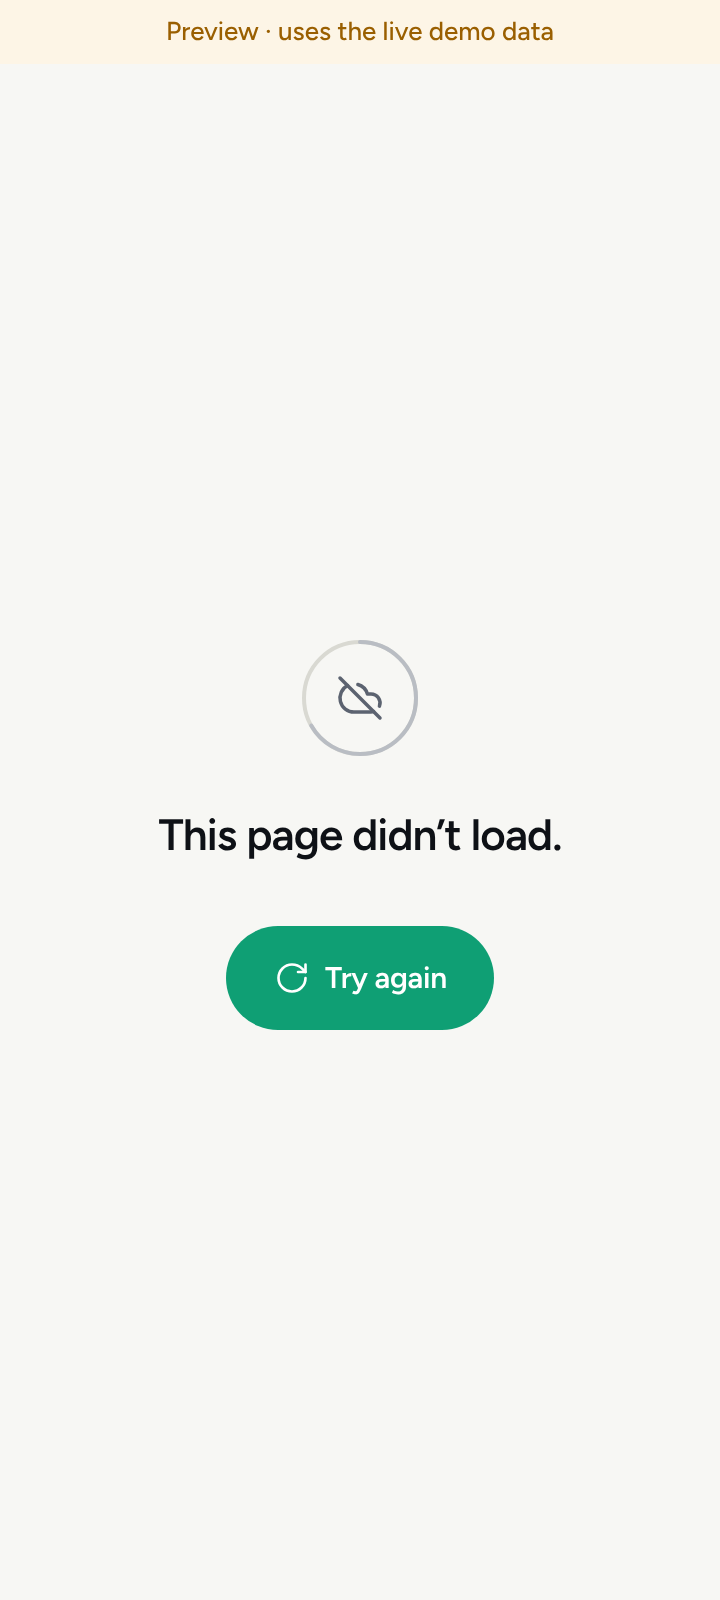 Preview · uses the live demo data
This page didn’t load.
Try again